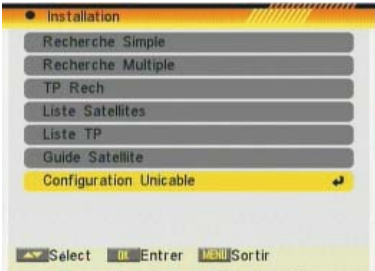 Installation
Recherche Simple
Recherche Multiple
TP Rech
Liste Satellites
Liste TP
Guide Satellite
Configuration Unicable
Sélect OK Entrer MENU Sortir